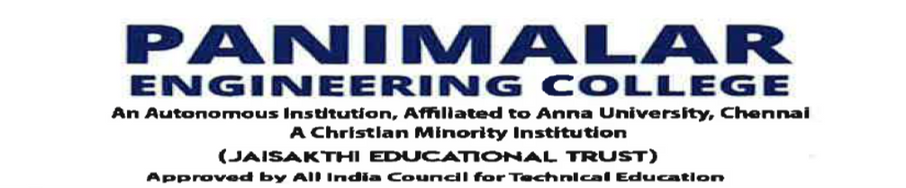 PANIMALAR
ENGINEERING COLLEGE
An Autonomous Institution, Affiliated to Anna University, Chennai
A Christian Minority Institution
(JAISAKTHI EDUCATIONAL TRUST)
Approved by All India Council for Technical Education